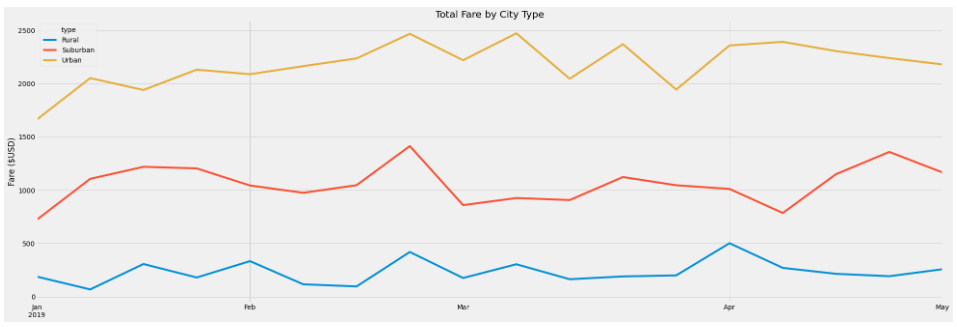 Total Fare by City Type
type
Rural
Suburban
Urban
Fare ($USD)
2500
2000
1500
1000
500
0
Jan
2019
Feb
Mar
Apr
May